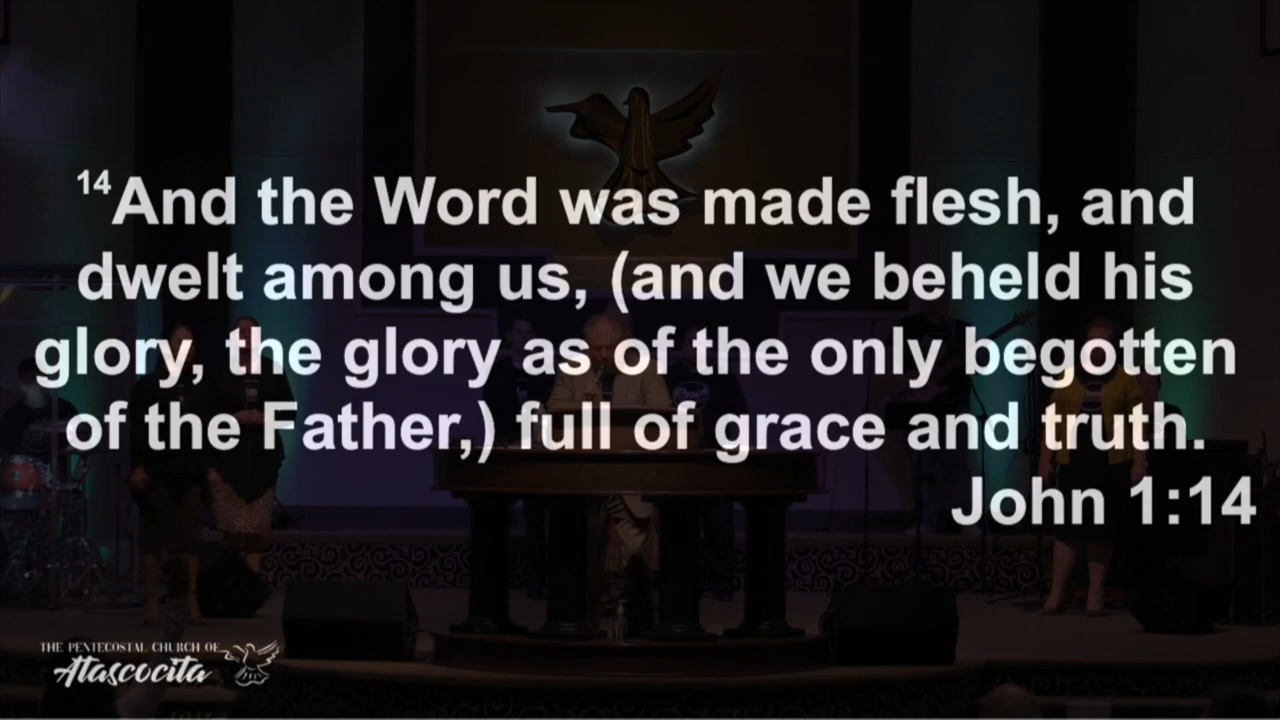 14And the Word was made flesh, and
dwelt among us, (and we beheld his
glory, the glory as of the only begotten
of the Father,) full of grace and truth.
John 1:14
THE PENTECOSTAL CHURCH OF
Atascocita